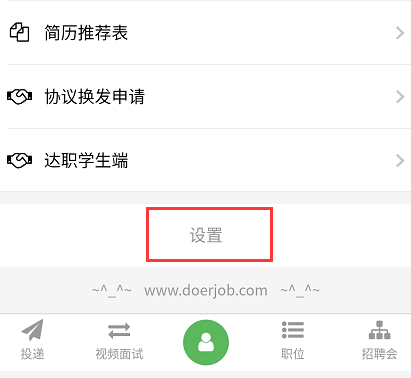 简历推荐表
协议换发申请
达职学生端
设置
~^_^~ www.doerjob.com ~^_^~
投递 视频面试 职位 招聘会